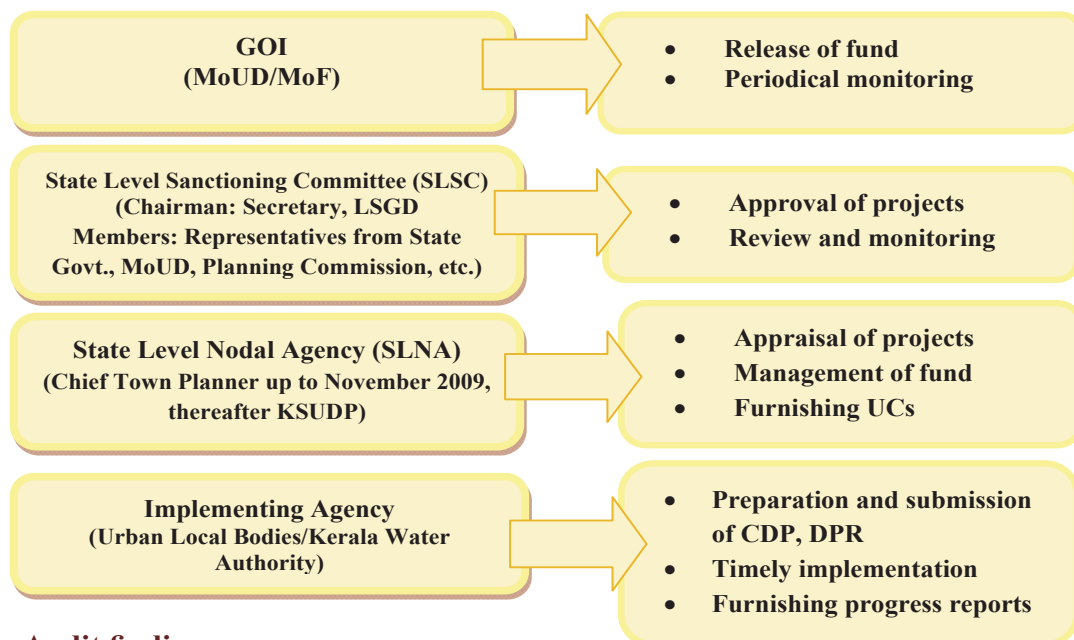 GOI
(MoUD/MoF)
• Release of fund
• Periodical monitoring
State Level Sanctioning Committee (SLSC)
(Chairman: Secretary, LSGD
Members: Representatives from State
Govt., MoUD, Planning Commission, etc.)
• Approval of projects
• Review and monitoring
State Level Nodal Agency (SLNA)
(Chief Town Planner up to November 2009,
thereafter KSUDP)
• Appraisal of projects
• Management of fund
• Furnishing UCs
Implementing Agency
(Urban Local Bodies/Kerala Water
Authority)
• Preparation and submission
of CDP, DPR
• Timely implementation
• Furnishing progress reports